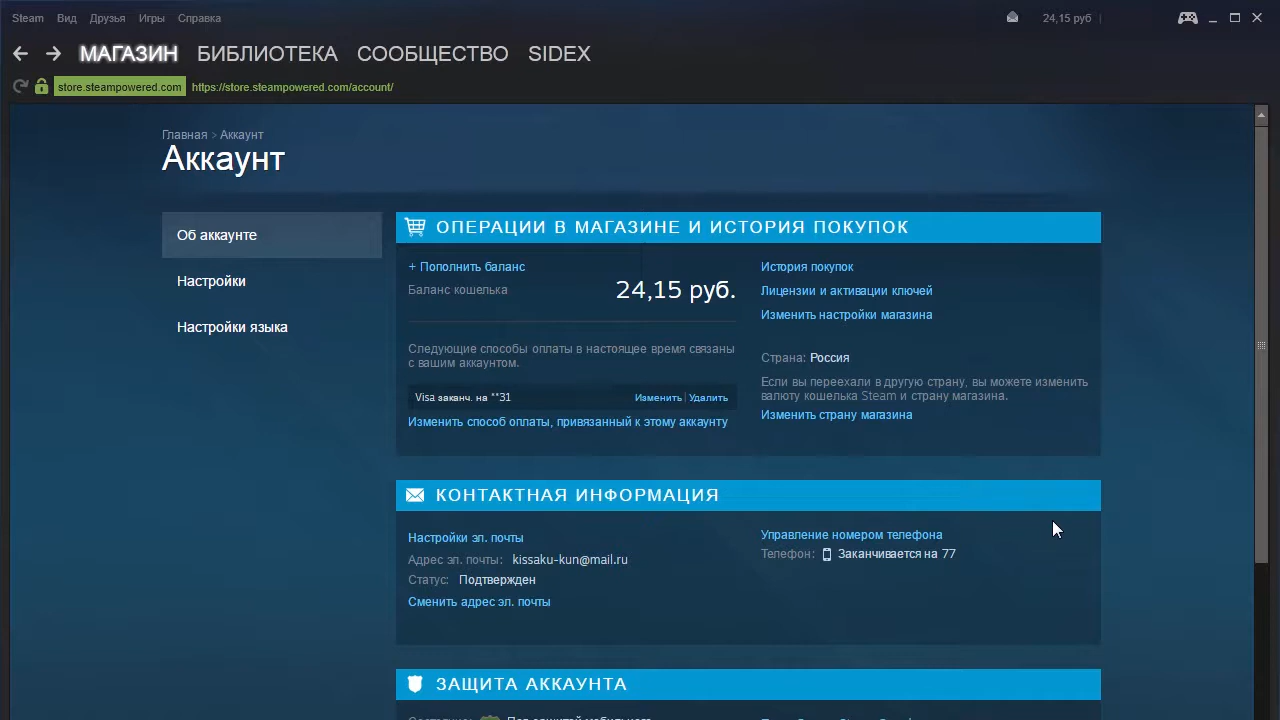 Steam Вид Друзья Игры Справка 24,15 руб
МАГАЗИН БИБЛИОТЕКА СООБЩЕСТВО SIDEX
store.steampowered.com https://store.steampowered.com/account/
Главная > Аккаунт
Аккаунт
Об аккаунте
Настройки
Настройки языка
ОПЕРАЦИИ В МАГАЗИНЕ И ИСТОРИЯ ПОКУПОК
+ Пополнить баланс
Баланс кошелька 24,15 руб.
Следующие способы оплаты в настоящее время связаны
с вашим аккаунтом.
Visa заканч. на **31 Изменить | Удалить
Изменить способ оплаты, привязанный к этому аккаунту
История покупок
Лицензии и активации ключей
Изменить настройки магазина
Страна: Россия
Если вы переехали в другую страну, вы можете изменить
валюту кошелька Steam и страну магазина.
Изменить страну магазина
КОНТАКТНАЯ ИНФОРМАЦИЯ
Настройки эл. почты
Адрес эл. почты: kissaku-kun@mail.ru
Статус: Подтвержден
Сменить адрес эл. почты
Управление номером телефона
Телефон: Заканчивается на 77
ЗАЩИТА АККАУНТА